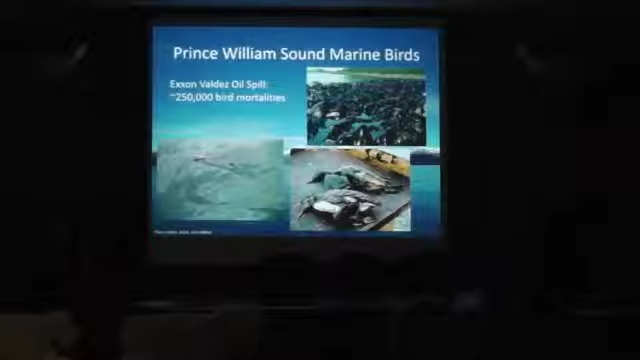 Prince William Sound Marine Birds
Exxon Valdez Oil Spill:
~250,000 bird mortalities